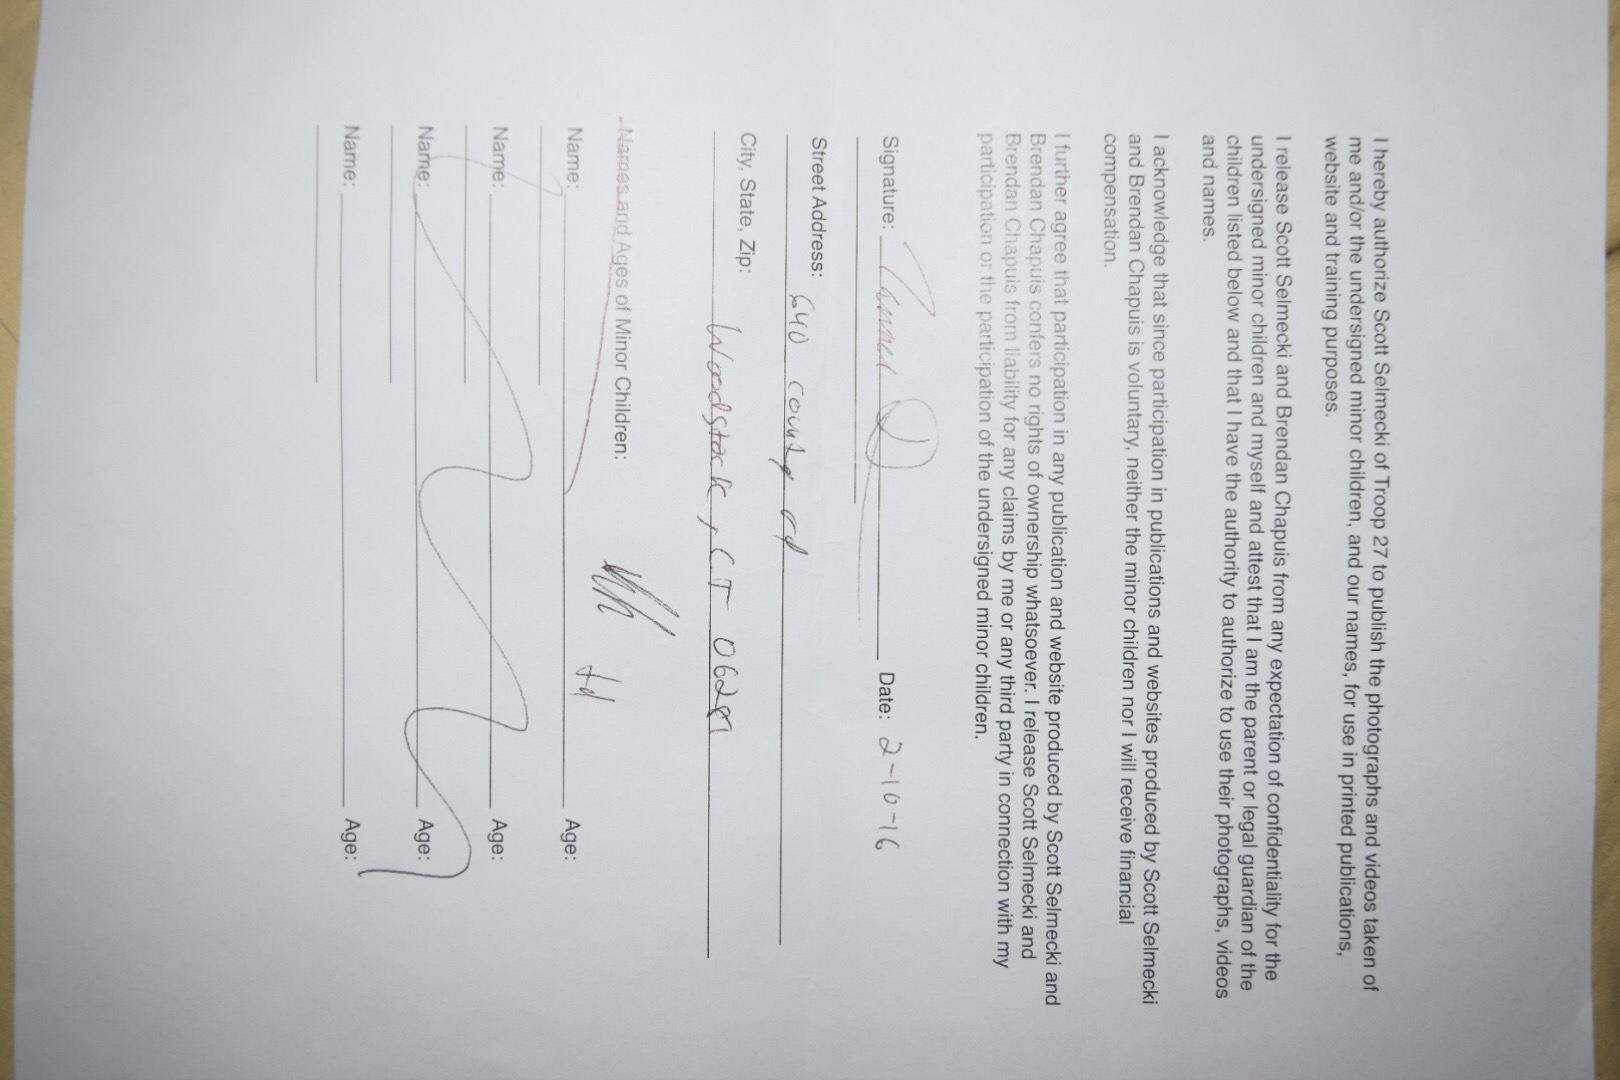 I hereby authorize Scott Selmecki of Troop 27 to publish the photographs and videos taken of
me and/or the undersigned minor children, and our names, for use in printed publications,
website and training purposes.
I release Scott Selmecki and Brendan Chapuis from any expectation of confidentiality for the
undersigned minor children and myself and attest that I am the parent or legal guardian of the
children listed below and that I have the authority to authorize to use their photographs, videos
and names.
I acknowledge that since participation in publications and websites produced by Scott Selmecki
and Brendan Chapuis is voluntary, neither the minor children nor I will receive financial
compensation.
I further agree that participation in any publication and website produced by Scott Selmecki and
Brendan Chapuis confers no rights of ownership whatsoever. I release Scott Selmecki and
Brendan Chapuis from liability for any claims by me or any third party in connection with my
participation or the participation of the undersigned minor children.
Signature: Tanner D Date: 2-10-16
Street Address:
640 county rd
City, State, Zip:
Woodstock, CT 06281
Names and Ages of Minor Children:
Name: Age:
Name: Age:
Name: Age:
Name: Age: